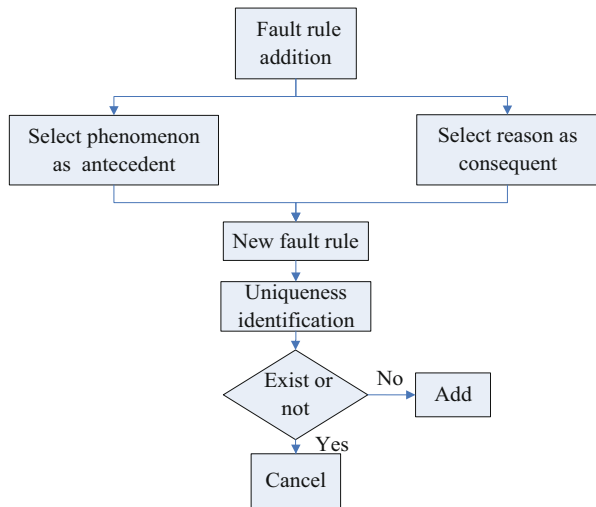 Fault rule
addition
Select phenomenon
as antecedent
Select reason as
consequent
New fault rule
Uniqueness
identification
Exist or
not
No
Add
Yes
Cancel